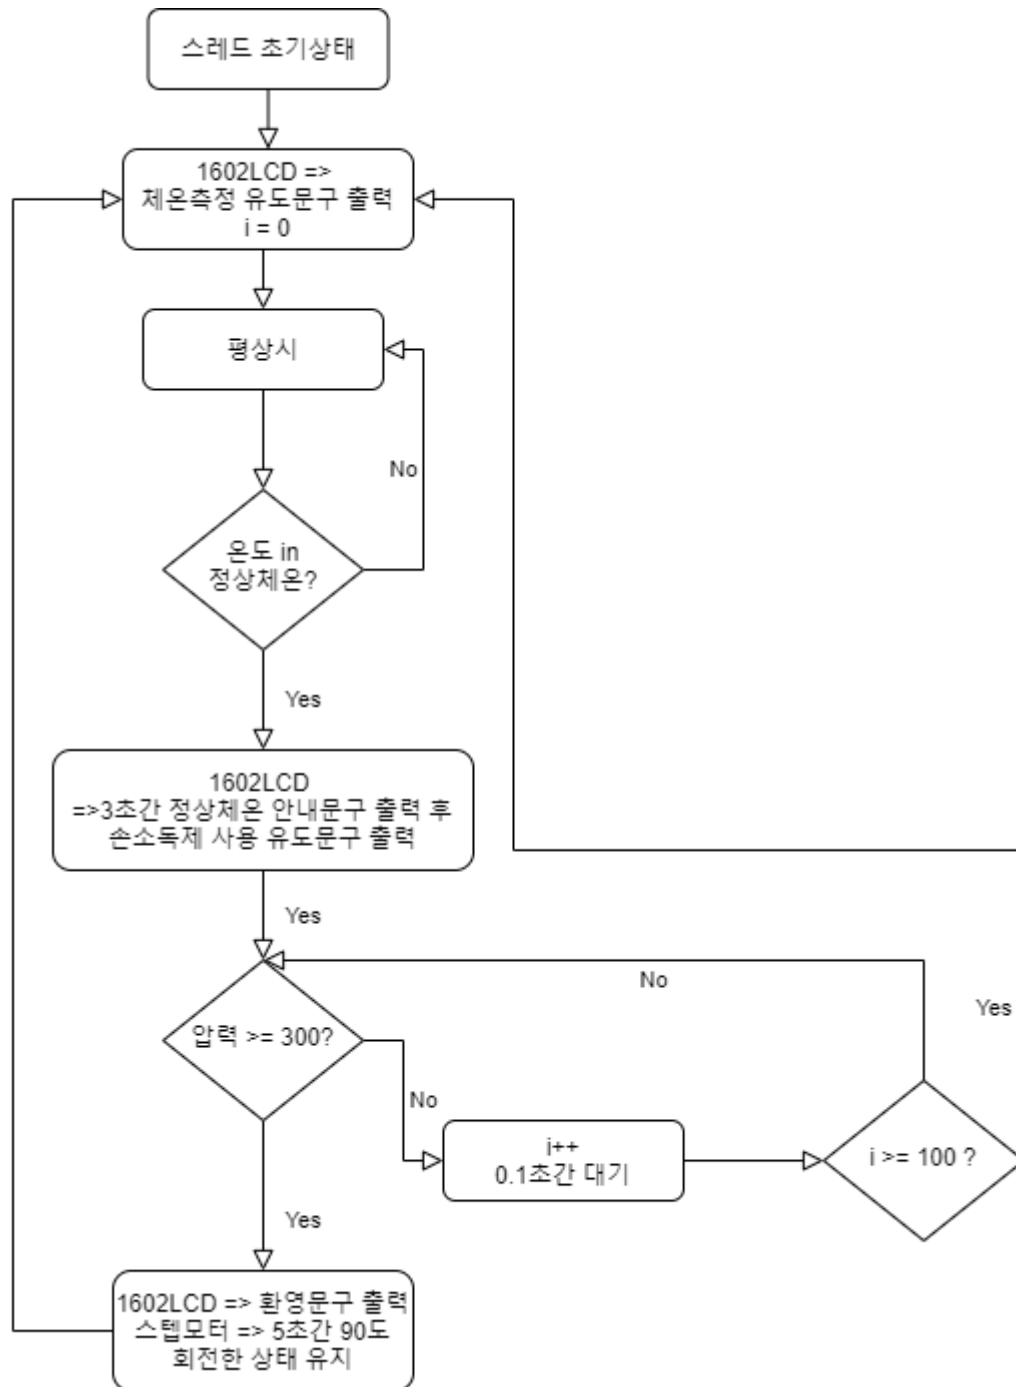 스레드 초기상태
1602LCD =>
체온측정 유도문구 출력
i = 0
평상시
No
온도 in
정상체온?
Yes
1602LCD
=>3초간 정상체온 안내문구 출력 후
손소독제 사용 유도문구 출력
Yes
No
Yes
압력 >= 300?
No
i++
0.1초간 대기
i >= 100 ?
Yes
1602LCD => 환영문구 출력
스텝모터 => 5초간 90도
회전한 상태 유지